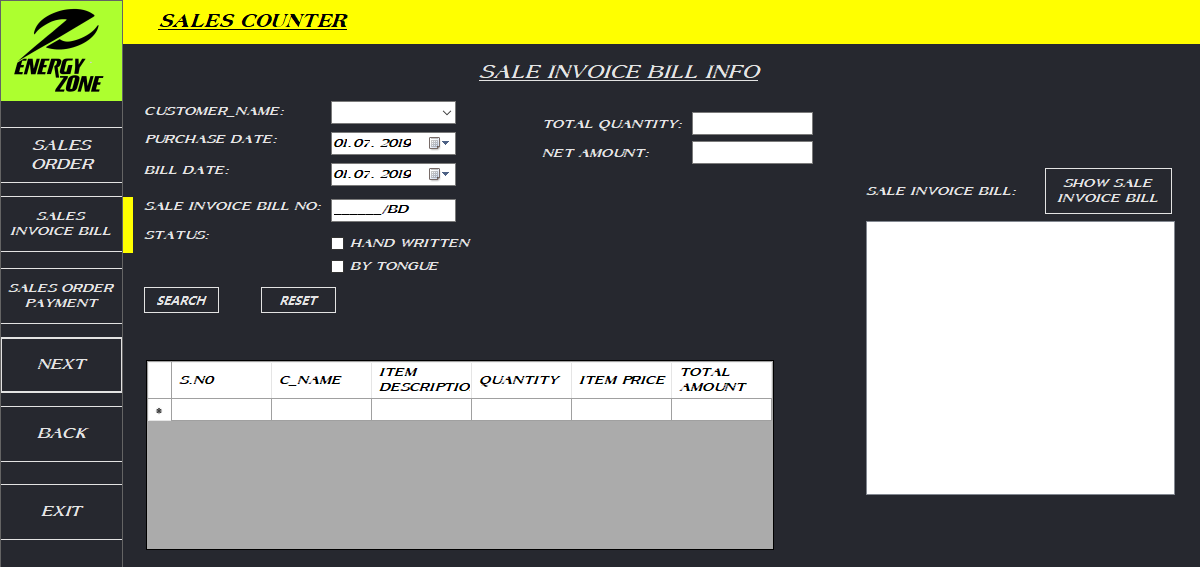 ENERGY
ZONE
SALES COUNTER
SALE INVOICE BILL INFO
SALES
ORDER
SALES
INVOICE BILL
SALES ORDER
PAYMENT
NEXT
BACK
EXIT
CUSTOMER_NAME:
PURCHASE DATE: 01. 07. 2019
BILL DATE: 01. 07. 2019
SALE INVOICE BILL NO: ______/BD
STATUS:
HAND WRITTEN
BY TONGUE
SEARCH RESET
TOTAL QUANTITY:
NET AMOUNT:
SALE INVOICE BILL:
SHOW SALE
INVOICE BILL
S.N0 C_NAME ITEM DESCRIPTIO QUANTITY ITEM PRICE TOTAL AMOUNT
*